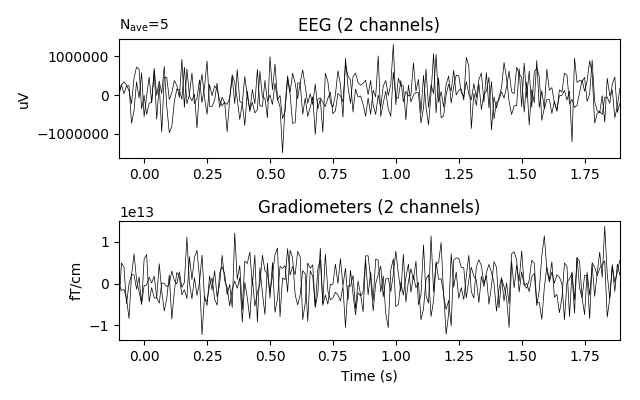 N_ave=5
EEG (2 channels)
1000000
0
−1000000
uV
0.00 0.25 0.50 0.75 1.00 1.25 1.50 1.75
1e13
Gradiometers (2 channels)
1
0
−1
fT/cm
0.00 0.25 0.50 0.75 1.00 1.25 1.50 1.75
Time (s)